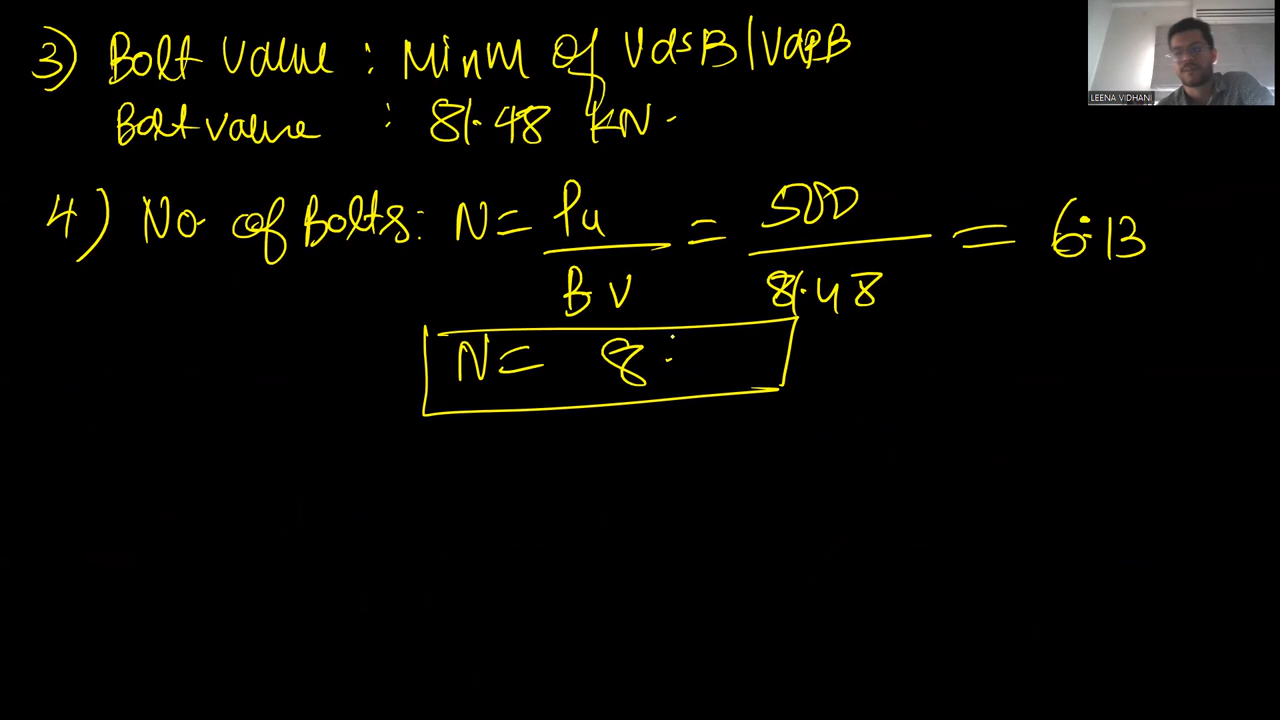 3) Bolt Value : MinM of VdsB/VdpB
LEENA VIDHANI
Bolt value : 81.48 KN.
4) No. of Bolts: N = Pu / BV = 500 / 81.48 = 6.13
N = 8